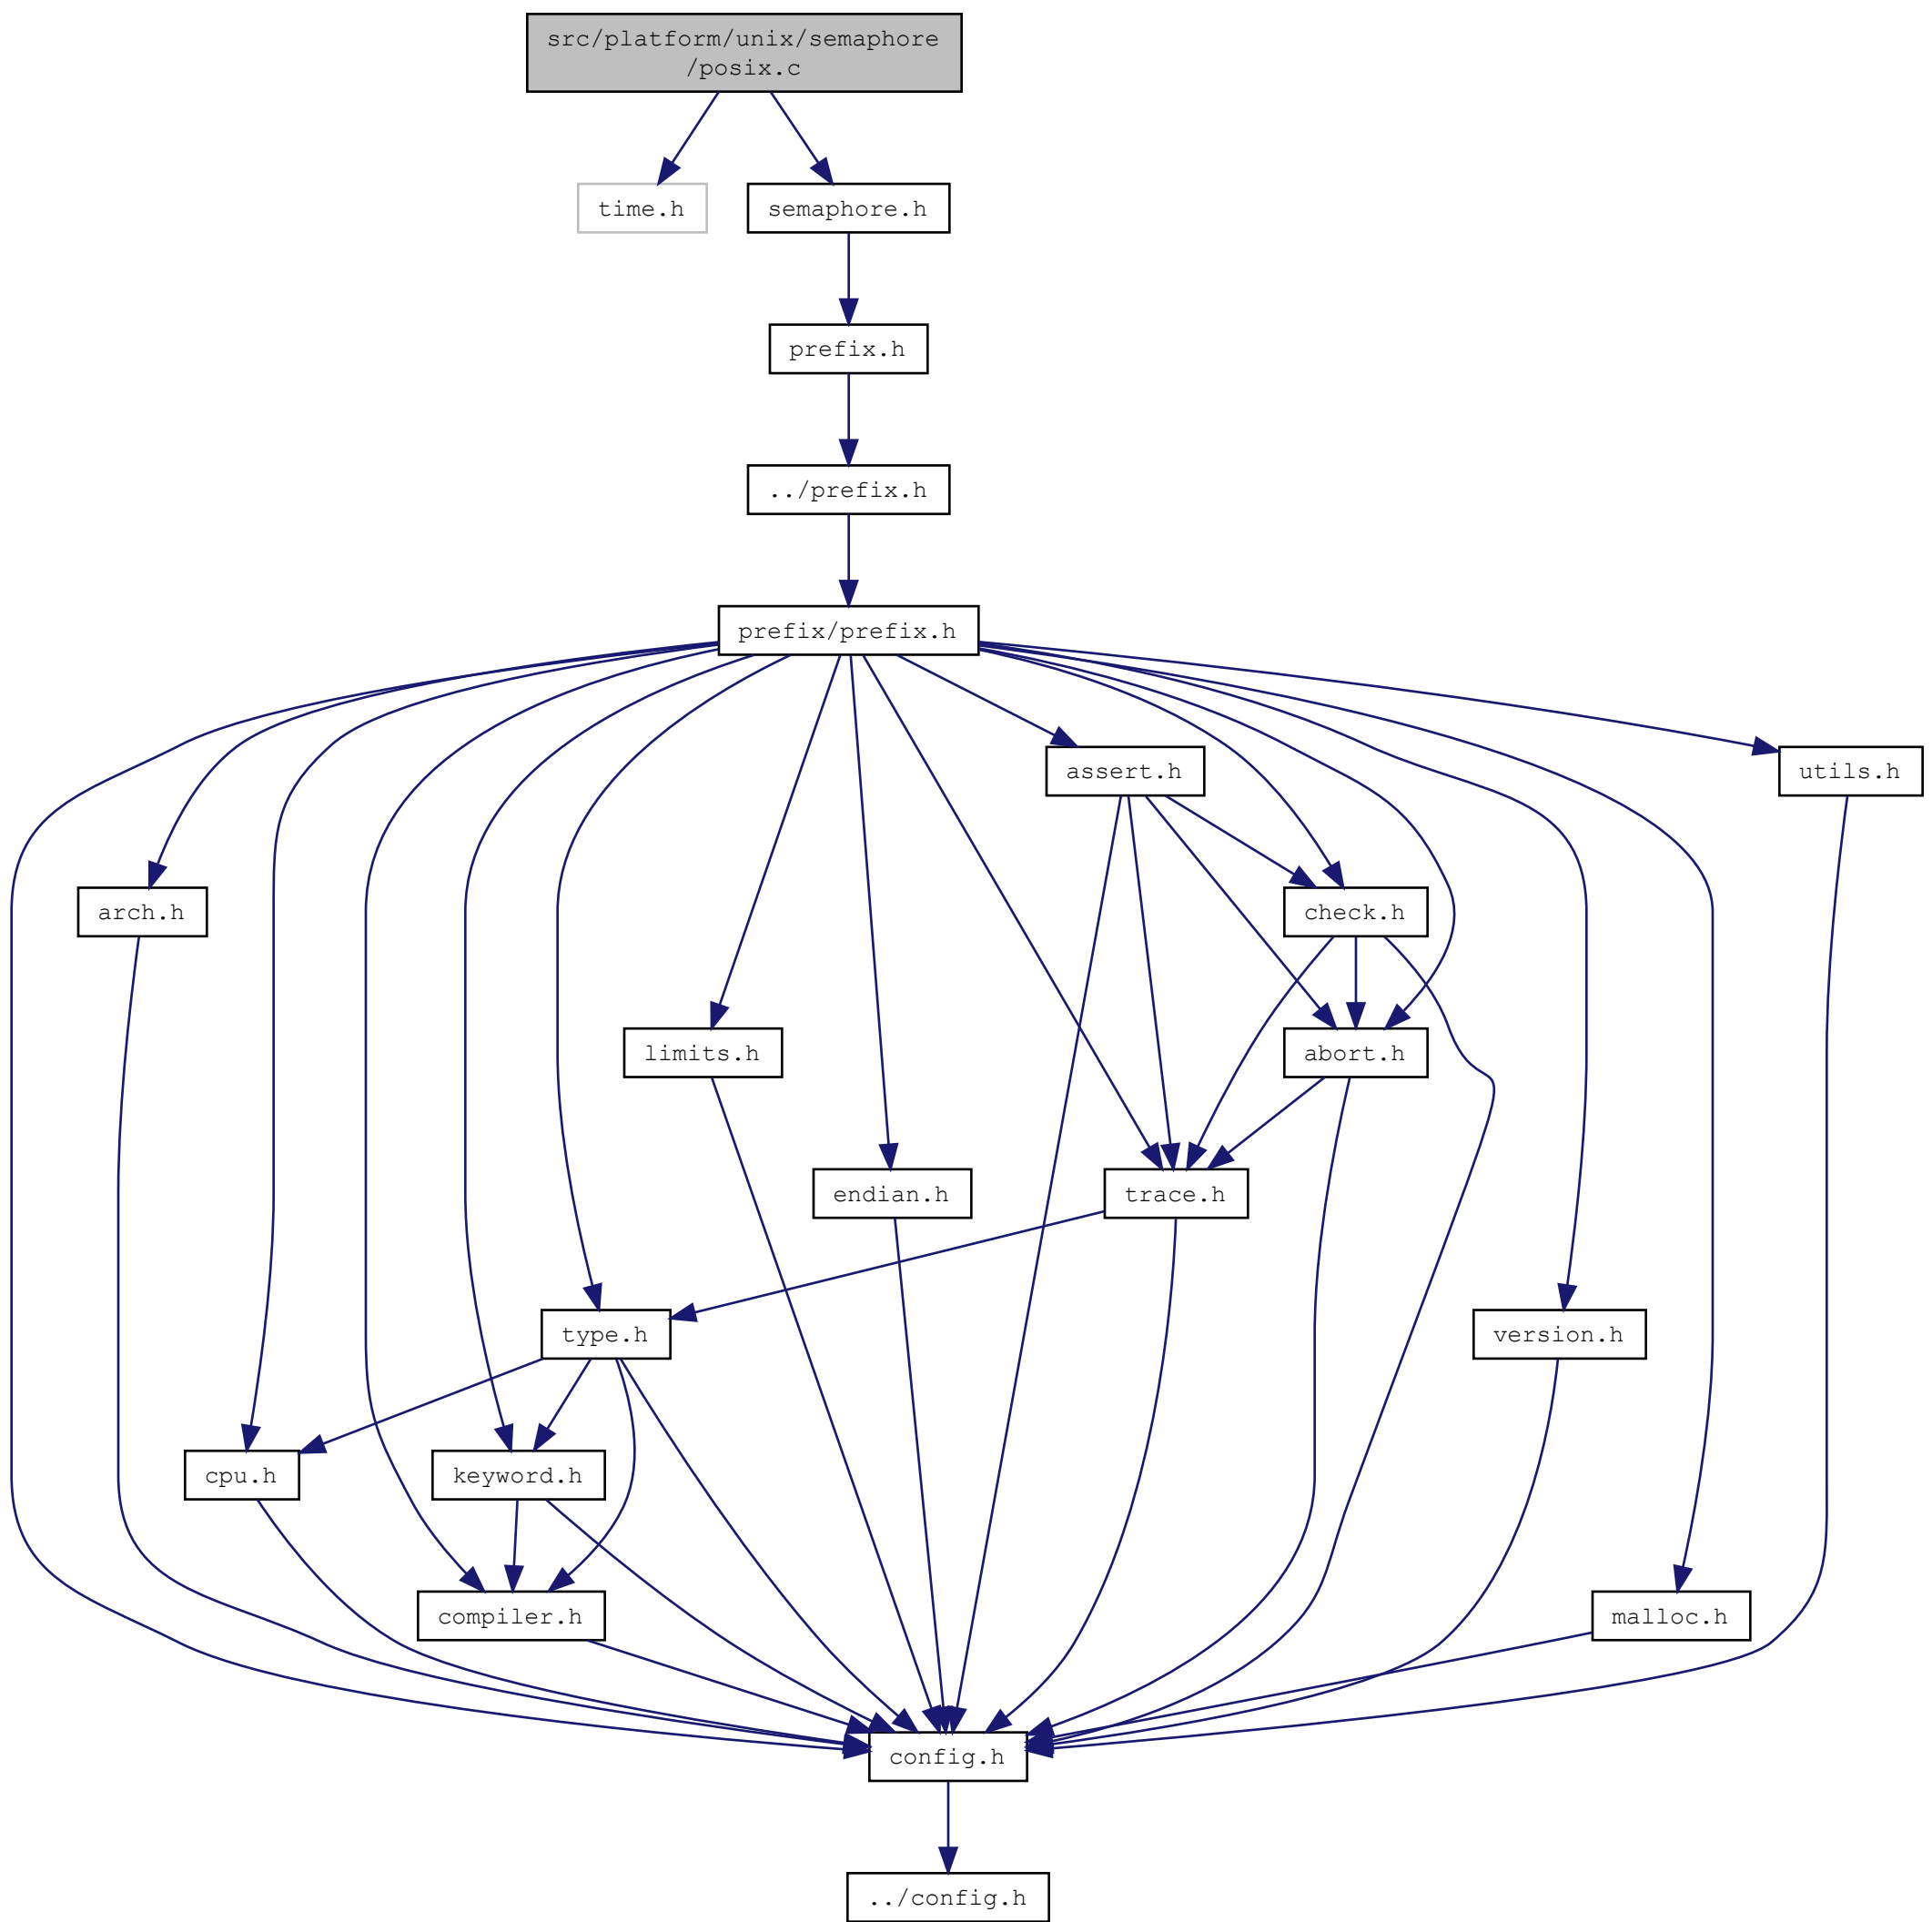 src/platform/unix/semaphore
/posix.c
time.h
semaphore.h
prefix.h
../prefix.h
prefix/prefix.h
assert.h
utils.h
arch.h
check.h
limits.h
abort.h
endian.h
trace.h
type.h
version.h
cpu.h
keyword.h
compiler.h
malloc.h
config.h
../config.h